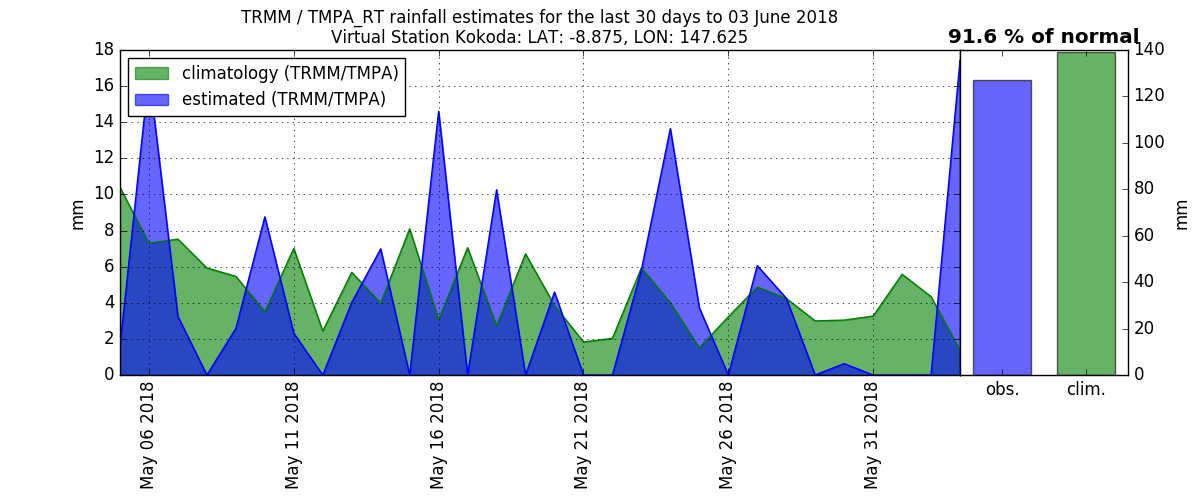 TRMM / TMPA_RT rainfall estimates for the last 30 days to 03 June 2018
Virtual Station Kokoda: LAT: -8.875, LON: 147.625
91.6 % of normal
climatology (TRMM/TMPA)
estimated (TRMM/TMPA)
18
16
14
12
10
8
6
4
2
0
mm
140
120
100
80
60
40
20
0
mm
May 06 2018
May 11 2018
May 16 2018
May 21 2018
May 26 2018
May 31 2018
obs.
clim.